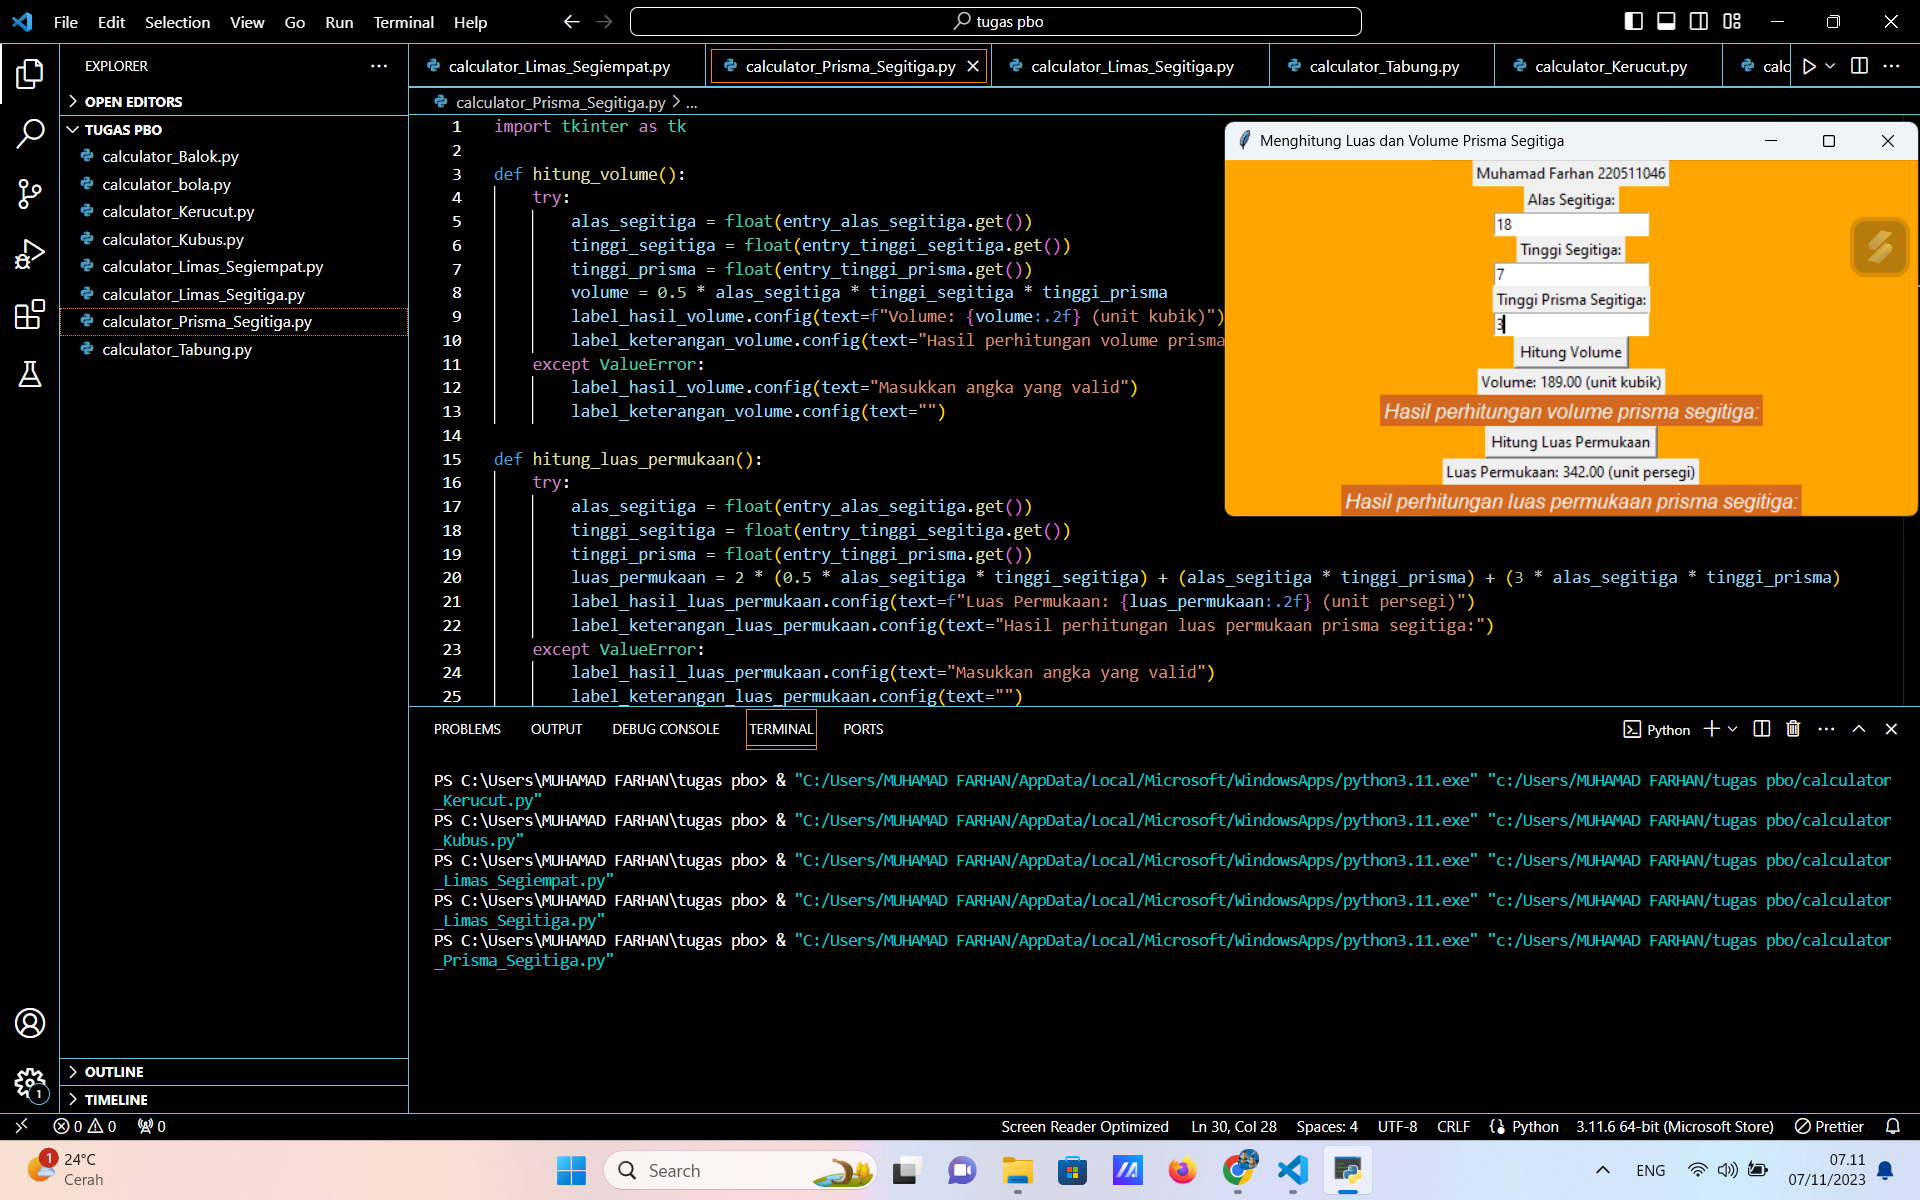 File Edit Selection View Go Run Terminal Help
tugas pbo
EXPLORER
OPEN EDITORS
TUGAS PBO
calculator_Balok.py
calculator_bola.py
calculator_Kerucut.py
calculator_Kubus.py
calculator_Limas_Segiempat.py
calculator_Limas_Segitiga.py
calculator_Prisma_Segitiga.py
calculator_Tabung.py
OUTLINE
TIMELINE
calculator_Limas_Segiempat.py calculator_Prisma_Segitiga.py calculator_Limas_Segitiga.py calculator_Tabung.py calculator_Kerucut.py calc
calculator_Prisma_Segitiga.py > ...
1 import tkinter as tk
2
3 def hitung_volume():
4 try:
5 alas_segitiga = float(entry_alas_segitiga.get())
6 tinggi_segitiga = float(entry_tinggi_segitiga.get())
7 tinggi_prisma = float(entry_tinggi_prisma.get())
8 volume = 0.5 * alas_segitiga * tinggi_segitiga * tinggi_prisma
9 label_hasil_volume.config(text=f"Volume: {volume:.2f} (unit kubik)")
10 label_keterangan_volume.config(text="Hasil perhitungan volume prisma
11 except ValueError:
12 label_hasil_volume.config(text="Masukkan angka yang valid")
13 label_keterangan_volume.config(text="")
14
15 def hitung_luas_permukaan():
16 try:
17 alas_segitiga = float(entry_alas_segitiga.get())
18 tinggi_segitiga = float(entry_tinggi_segitiga.get())
19 tinggi_prisma = float(entry_tinggi_prisma.get())
20 luas_permukaan = 2 * (0.5 * alas_segitiga * tinggi_segitiga) + (alas_segitiga * tinggi_prisma) + (3 * alas_segitiga * tinggi_prisma)
21 label_hasil_luas_permukaan.config(text=f"Luas Permukaan: {luas_permukaan:.2f} (unit persegi)")
22 label_keterangan_luas_permukaan.config(text="Hasil perhitungan luas permukaan prisma segitiga:")
23 except ValueError:
24 label_hasil_luas_permukaan.config(text="Masukkan angka yang valid")
25 label_keterangan_luas_permukaan.config(text="")
Menghitung Luas dan Volume Prisma Segitiga
Muhamad Farhan 220511046
Alas Segitiga:
18
Tinggi Segitiga:
7
Tinggi Prisma Segitiga:
3
Hitung Volume
Volume: 189.00 (unit kubik)
Hasil perhitungan volume prisma segitiga:
Hitung Luas Permukaan
Luas Permukaan: 342.00 (unit persegi)
Hasil perhitungan luas permukaan prisma segitiga:
PROBLEMS OUTPUT DEBUG CONSOLE TERMINAL PORTS
Python
PS C:\Users\MUHAMAD FARHAN\tugas pbo> & "C:/Users/MUHAMAD FARHAN/AppData/Local/Microsoft/WindowsApps/python3.11.exe" "c:/Users/MUHAMAD FARHAN/tugas pbo/calculator
_Kerucut.py"
PS C:\Users\MUHAMAD FARHAN\tugas pbo> & "C:/Users/MUHAMAD FARHAN/AppData/Local/Microsoft/WindowsApps/python3.11.exe" "c:/Users/MUHAMAD FARHAN/tugas pbo/calculator
_Kubus.py"
PS C:\Users\MUHAMAD FARHAN\tugas pbo> & "C:/Users/MUHAMAD FARHAN/AppData/Local/Microsoft/WindowsApps/python3.11.exe" "c:/Users/MUHAMAD FARHAN/tugas pbo/calculator
_Limas_Segiempat.py"
PS C:\Users\MUHAMAD FARHAN\tugas pbo> & "C:/Users/MUHAMAD FARHAN/AppData/Local/Microsoft/WindowsApps/python3.11.exe" "c:/Users/MUHAMAD FARHAN/tugas pbo/calculator
_Limas_Segitiga.py"
PS C:\Users\MUHAMAD FARHAN\tugas pbo> & "C:/Users/MUHAMAD FARHAN/AppData/Local/Microsoft/WindowsApps/python3.11.exe" "c:/Users/MUHAMAD FARHAN/tugas pbo/calculator
_Prisma_Segitiga.py"
1
0 0 0
Screen Reader Optimized Ln 30, Col 28 Spaces: 4 UTF-8 CRLF Python 3.11.6 64-bit (Microsoft Store) Prettier
1
24°C
Cerah
Search
ENG
07.11
07/11/2023